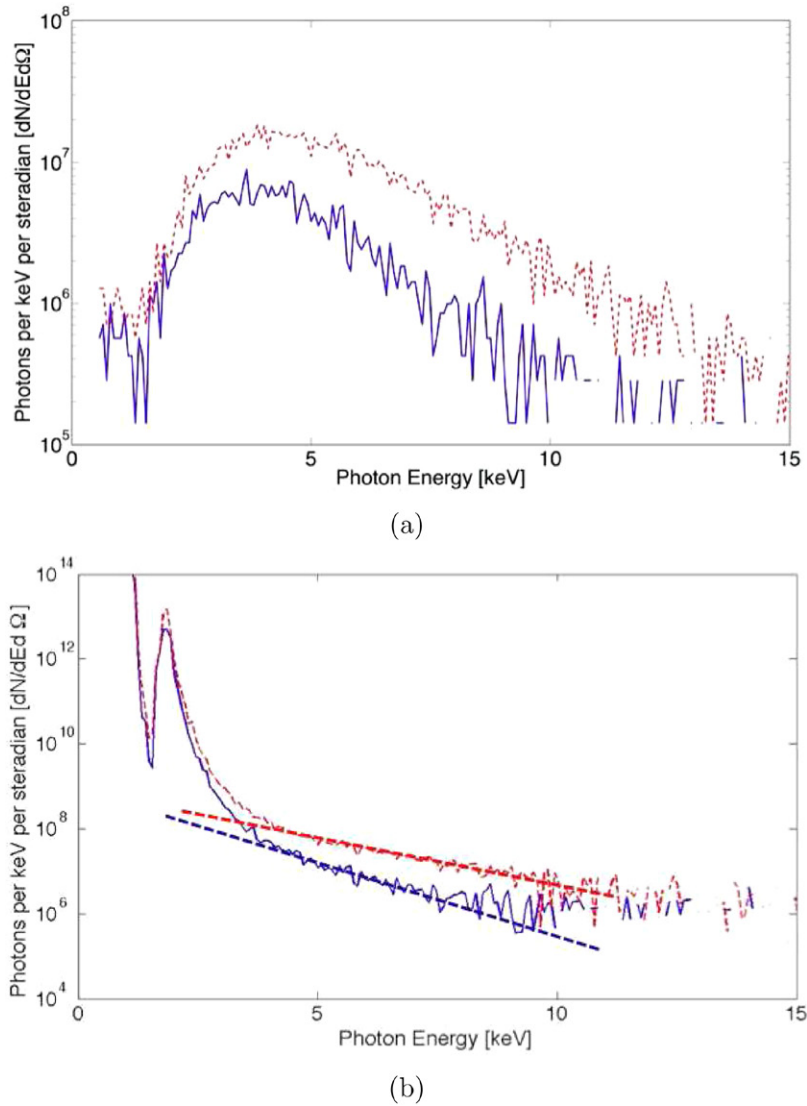 10^8
10^7
10^6
10^5
Photons per keV per steradian [dN/dEdΩ]
0 5 10 15
Photon Energy [keV]
(a)
10^14
10^12
10^10
10^8
10^6
10^4
Photons per keV per steradian [dN/dEd Ω]
0 5 10 15
Photon Energy [keV]
(b)